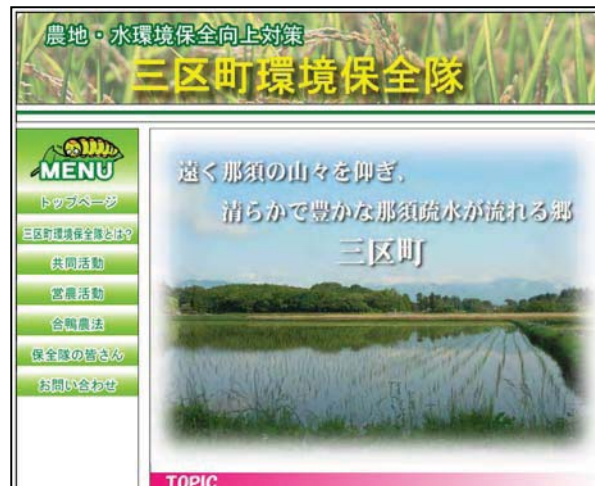 農地・水環境保全向上対策
三区町環境保全隊
MENU
トップページ
三区町環境保全隊とは?
共同活動
営農活動
合鴨農法
保全隊の皆さん
お問い合わせ
遠く那須の山々を仰ぎ、
清らかで豊かな那須疏水が流れる郷
三区町
TOPIC